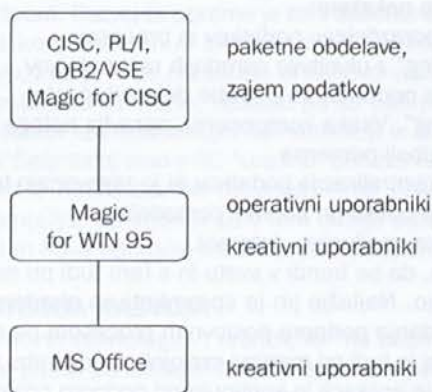 CISC, PL/I,
DB2/VSE
Magic for CISC
paketne obdelave,
zajem podatkov
Magic
for WIN 95
operativni uporabniki
kreativni uporabniki
MS Office
kreativni uporabniki